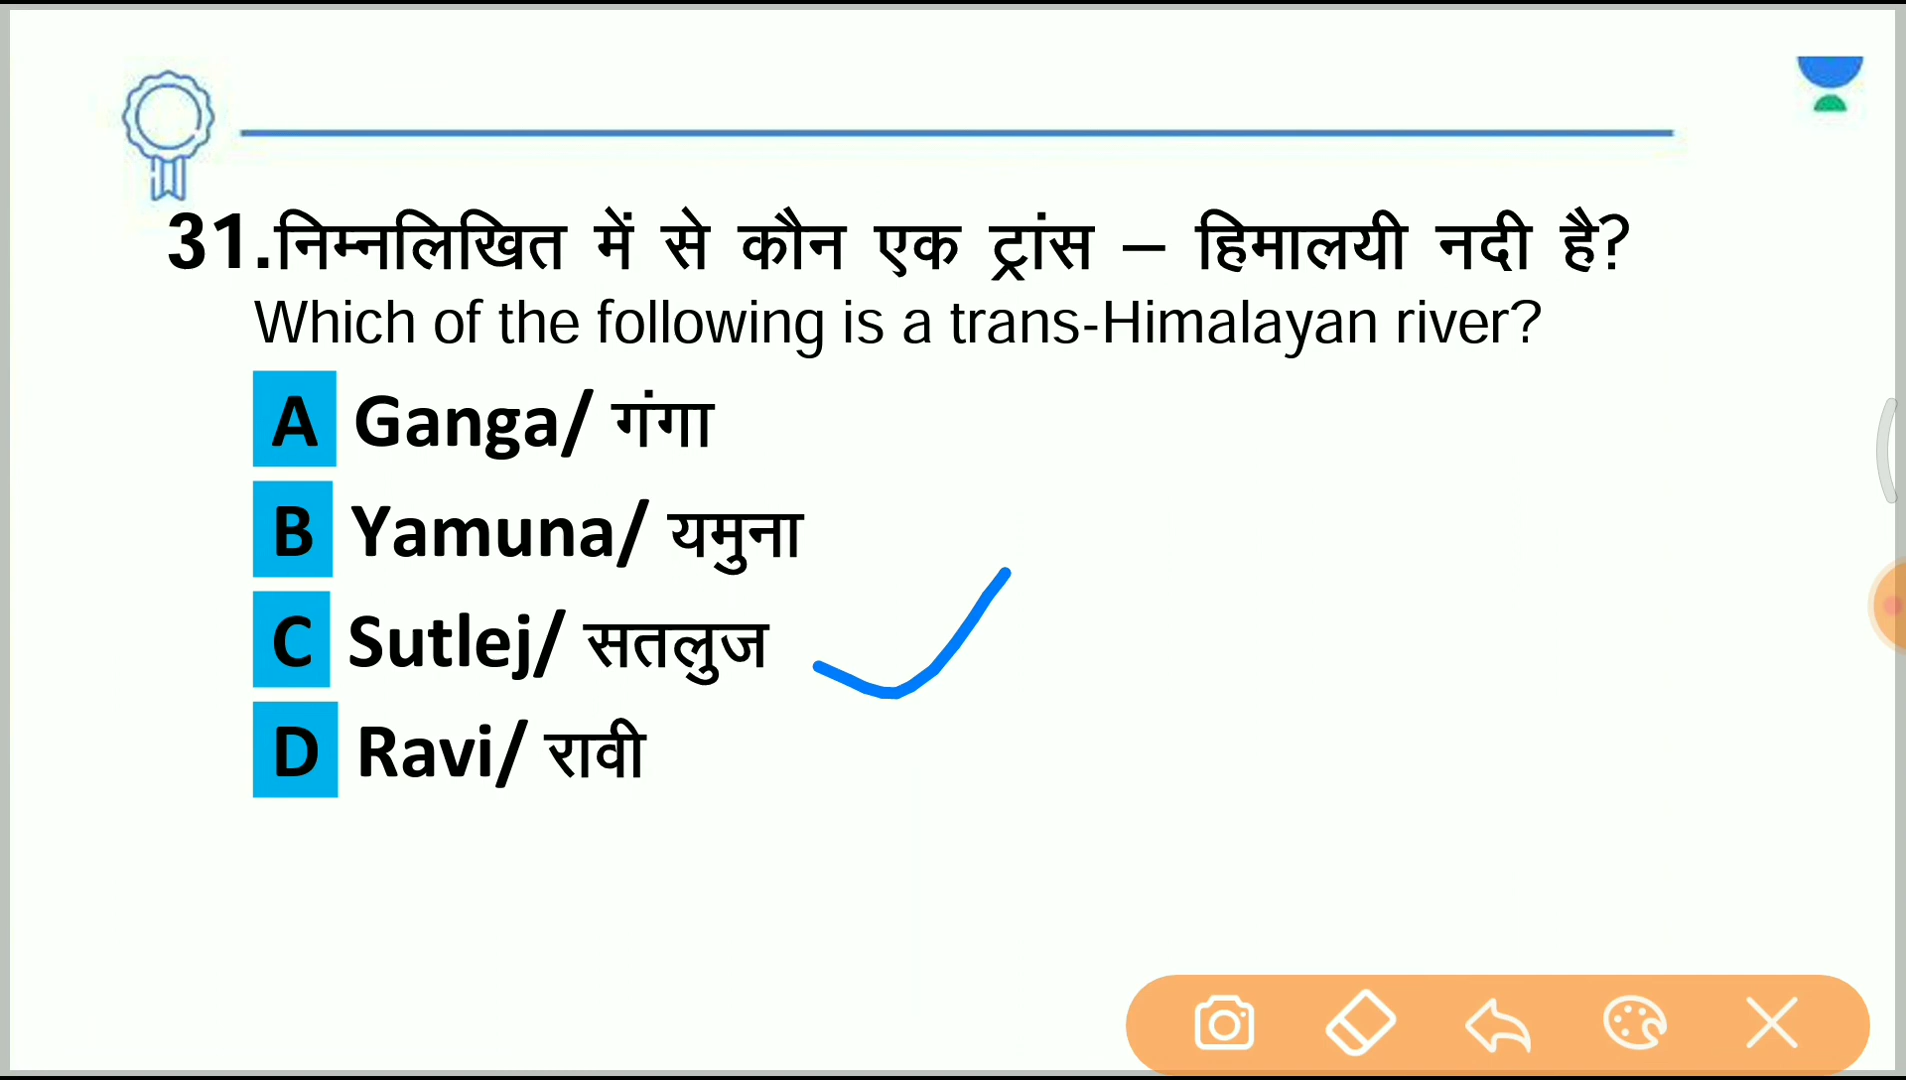 31.निम्नलिखित में से कौन एक ट्रांस – हिमालयी नदी है?
Which of the following is a trans-Himalayan river?
A Ganga/ गंगा
B Yamuna/ यमुना
C Sutlej/ सतलुज
D Ravi/ रावी